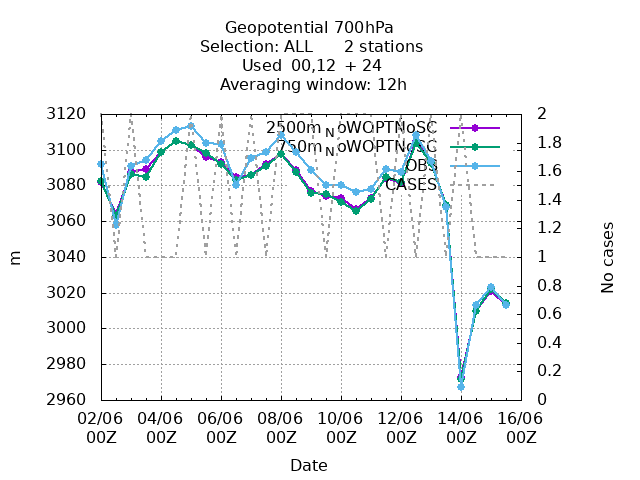 Geopotential 700hPa
Selection: ALL 2 stations
Used 00,12 + 24
Averaging window: 12h
3120
3100
3080
3060
3040
3020
3000
2980
2960
m
2500mNoWOPTNoSC
750mNoWOPTNoSC
OBS
CASES
2
1.8
1.6
1.4
1.2
1
0.8
0.6
0.4
0.2
0
No cases
02/06 04/06 06/06 08/06 10/06 12/06 14/06 16/06
00Z 00Z 00Z 00Z 00Z 00Z 00Z 00Z
Date